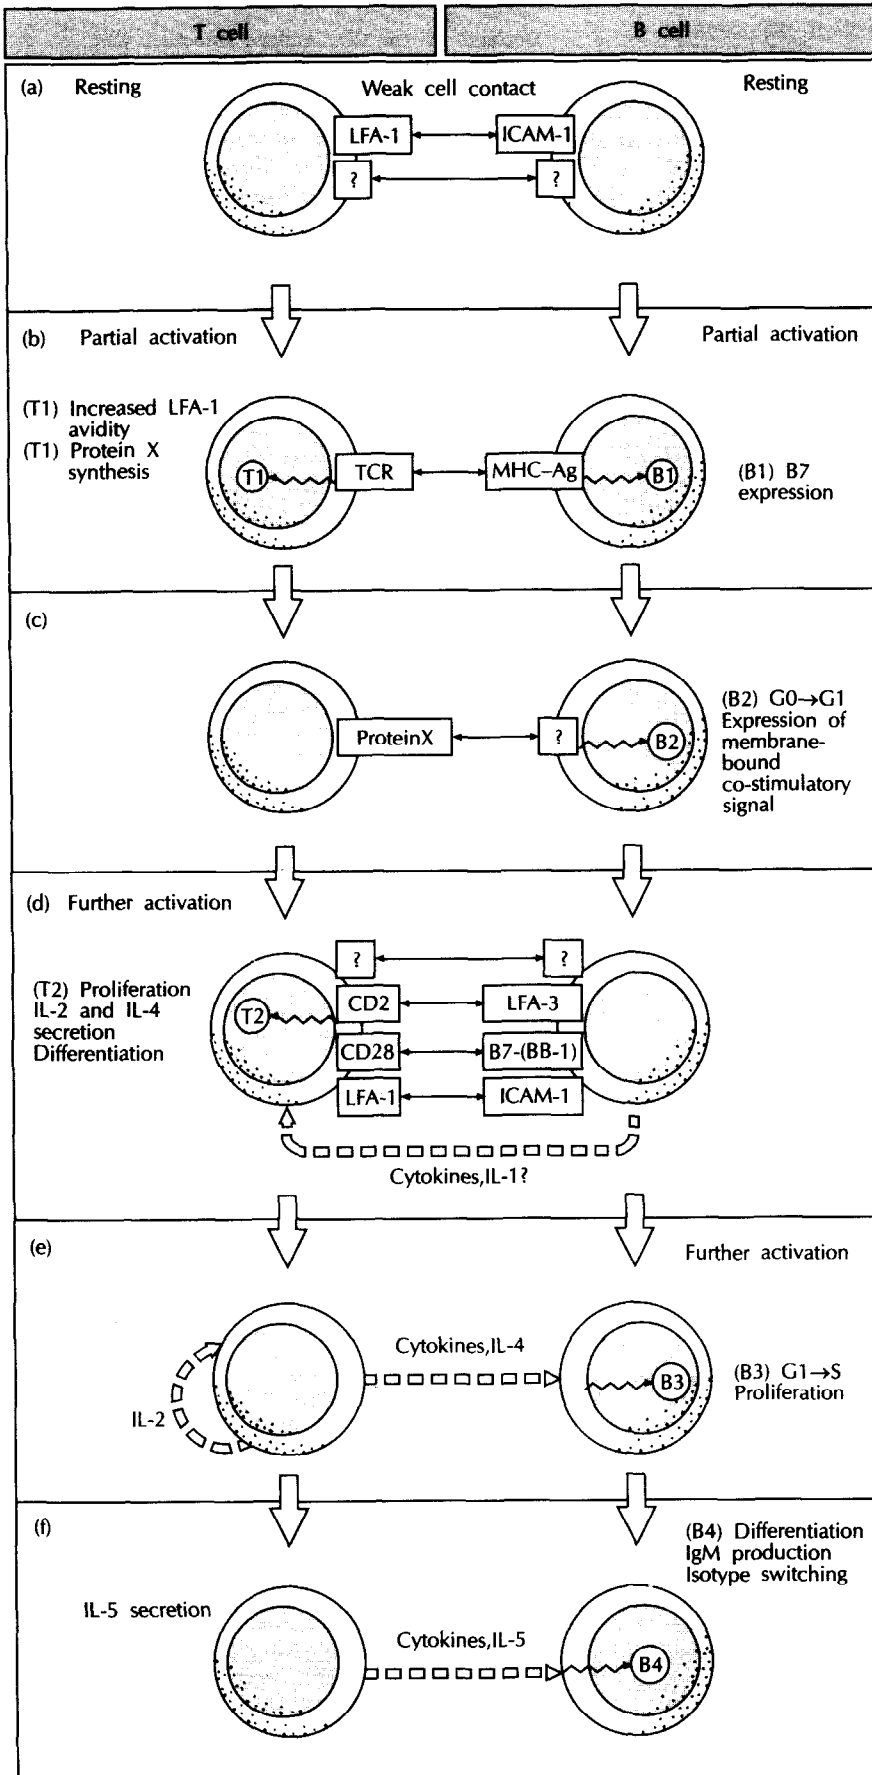 T cell
B cell
(a) Resting
Weak cell contact
Resting
LFA-1
ICAM-1
?
?
(b) Partial activation
Partial activation
(T1) Increased LFA-1
avidity
(T1) Protein X
synthesis
T1
TCR
MHC–Ag
B1
(B1) B7
expression
(c)
ProteinX
?
B2
(B2) G0→G1
Expression of
membrane-
bound
co-stimulatory
signal
(d) Further activation
?
?
(T2) Proliferation
IL-2 and IL-4
secretion
Differentiation
T2
CD2
LFA-3
CD28
B7-(BB-1)
LFA-1
ICAM-1
Cytokines,IL-1?
(e)
Further activation
Cytokines,IL-4
IL-2
B3
(B3) G1→S
Proliferation
(f)
(B4) Differentiation
IgM production
Isotype switching
IL-5 secretion
Cytokines,IL-5
B4